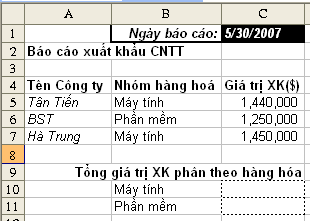 A B C
1 Ngày báo cáo: 5/30/2007
2 Báo cáo xuất khẩu CNTT
3
4 Tên Công ty Nhóm hàng hoá Giá trị XK($)
5 Tân Tiến Máy tính 1,440,000
6 BST Phần mềm 1,250,000
7 Hà Trung Máy tính 1,450,000
8
9 Tổng giá trị XK phân theo hàng hóa
10 Máy tính
11 Phần mềm